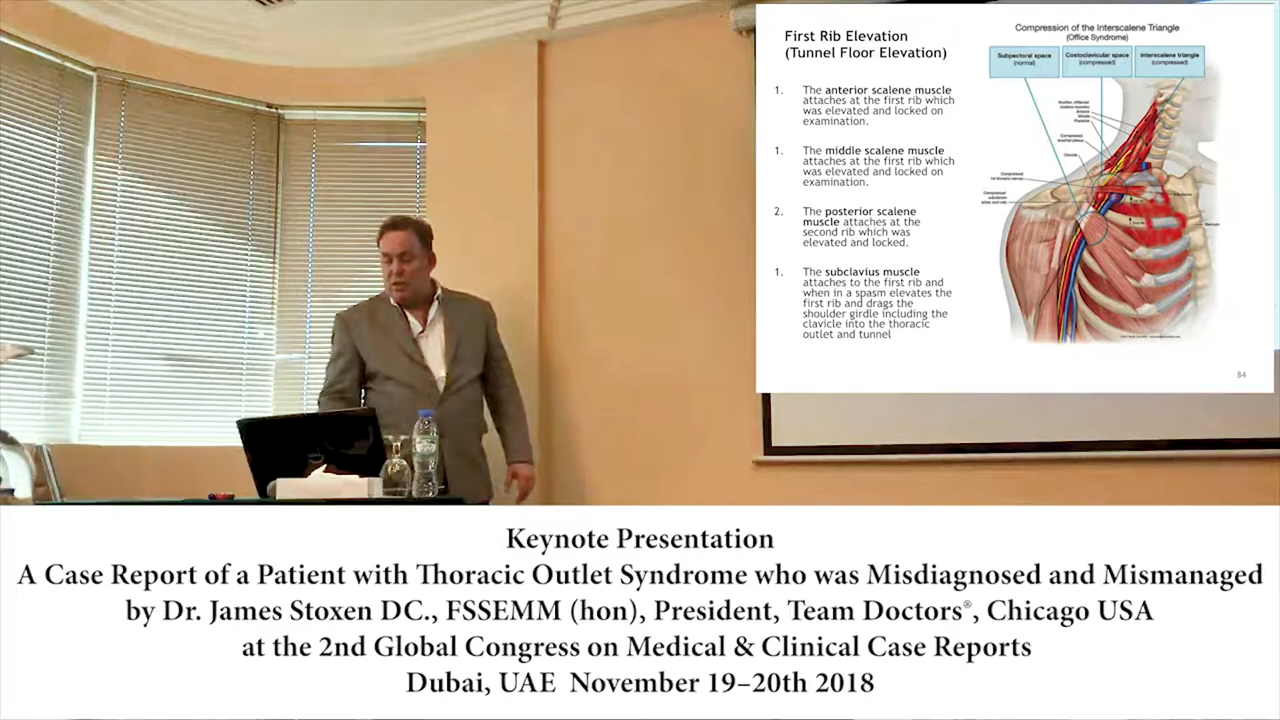 First Rib Elevation
(Tunnel Floor Elevation)
1. The anterior scalene muscle
attaches at the first rib which
was elevated and locked on
examination.
1. The middle scalene muscle
attaches at the first rib which
was elevated and locked on
examination.
2. The posterior scalene
muscle attaches at the
second rib which was
elevated and locked.
1. The subclavius muscle
attaches to the first rib and
when in a spasm elevates the
first rib and drags the
shoulder girdle including the
clavicle into the thoracic
outlet and tunnel
Compression of the Interscalene Triangle
(Office Syndrome)
Subpectoral space
(normal)
Costoclavicular space
(compressed)
Interscalene triangle
(compressed)
Clavicle
Compressed
1st thoracic nerve
84
Keynote Presentation
A Case Report of a Patient with Thoracic Outlet Syndrome who was Misdiagnosed and Mismanaged
by Dr. James Stoxen DC., FSSEMM (hon), President, Team Doctors®, Chicago USA
at the 2nd Global Congress on Medical & Clinical Case Reports
Dubai, UAE November 19–20th 2018